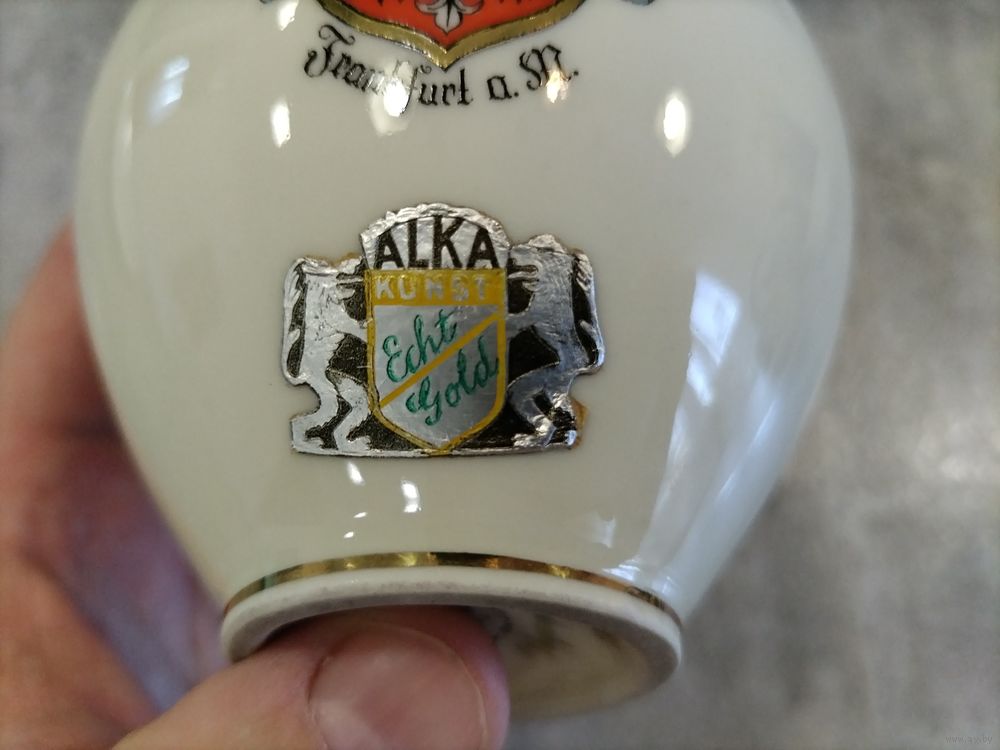 Frankfurt a. M.
ALKA
KUNST
Echt
Gold